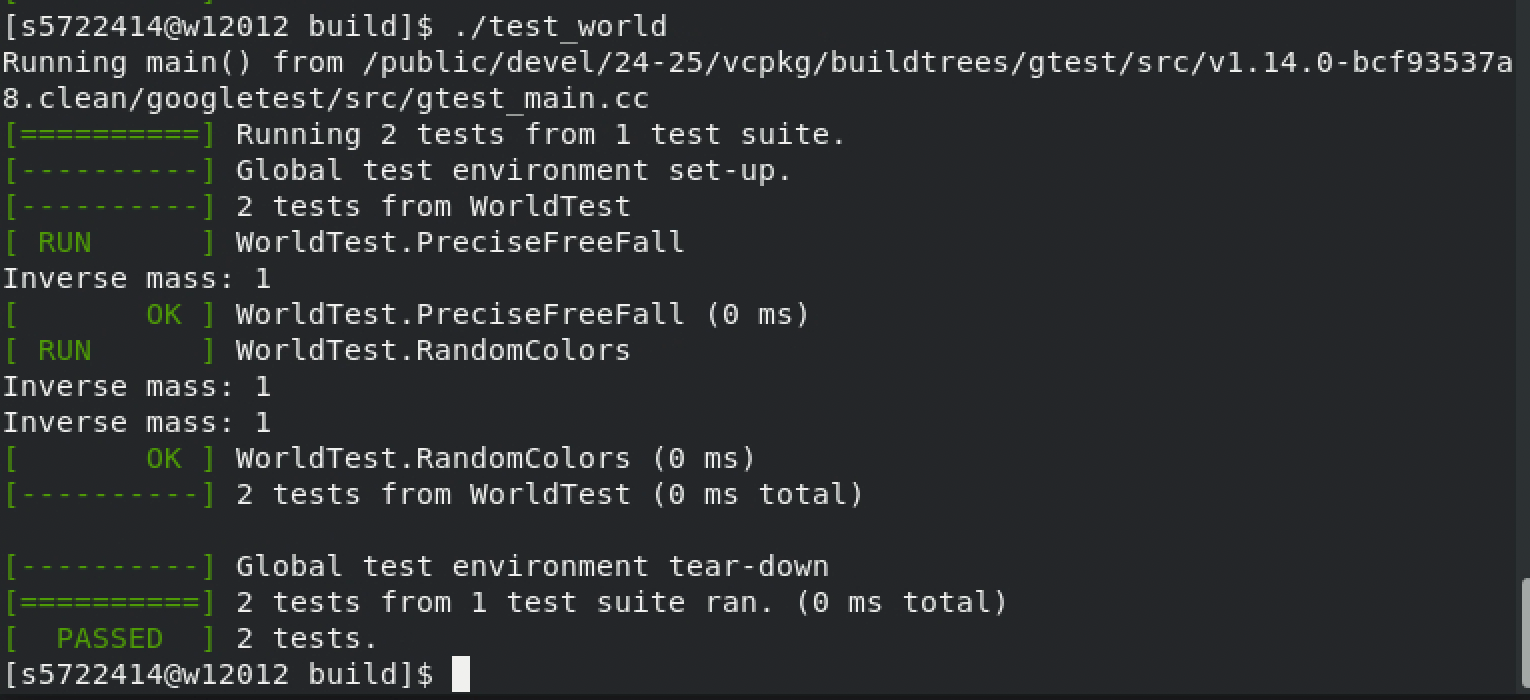 [s5722414@w12012 build]$ ./test_world
Running main() from /public/devel/24-25/vcpkg/buildtrees/gtest/src/v1.14.0-bcf93537a
8.clean/googletest/src/gtest_main.cc
[==========] Running 2 tests from 1 test suite.
[----------] Global test environment set-up.
[----------] 2 tests from WorldTest
[ RUN      ] WorldTest.PreciseFreeFall
Inverse mass: 1
[       OK ] WorldTest.PreciseFreeFall (0 ms)
[ RUN      ] WorldTest.RandomColors
Inverse mass: 1
Inverse mass: 1
[       OK ] WorldTest.RandomColors (0 ms)
[----------] 2 tests from WorldTest (0 ms total)

[----------] Global test environment tear-down
[==========] 2 tests from 1 test suite ran. (0 ms total)
[  PASSED  ] 2 tests.
[s5722414@w12012 build]$